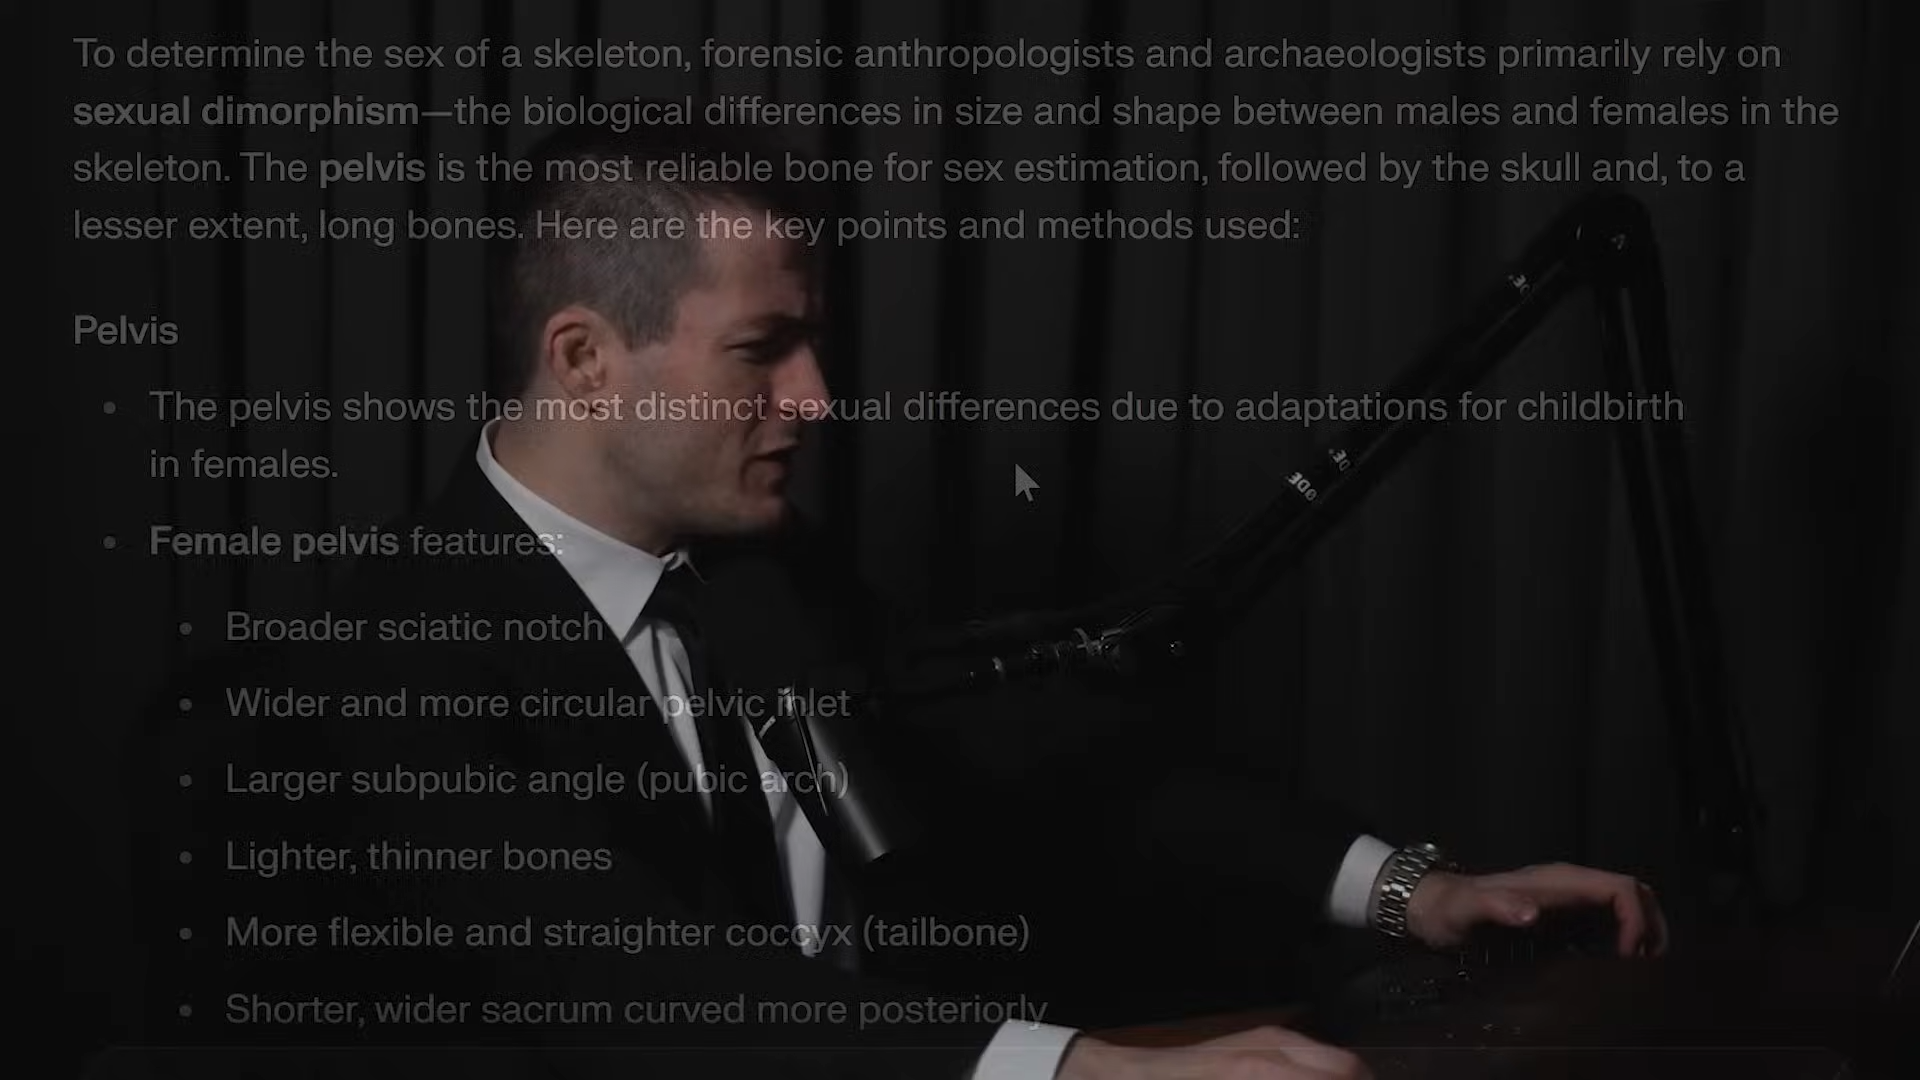 To determine the sex of a skeleton, forensic anthropologists and archaeologists primarily rely on
sexual dimorphism—the biological differences in size and shape between males and females in the
skeleton. The pelvis is the most reliable bone for sex estimation, followed by the skull and, to a
lesser extent, long bones. Here are the key points and methods used:
Pelvis
• The pelvis shows the most distinct sexual differences due to adaptations for childbirth
in females.
• Female pelvis features:
• Broader sciatic notch
• Wider and more circular pelvic inlet
• Larger subpubic angle (pubic arch)
• Lighter, thinner bones
• More flexible and straighter coccyx (tailbone)
• Shorter, wider sacrum curved more posteriorly